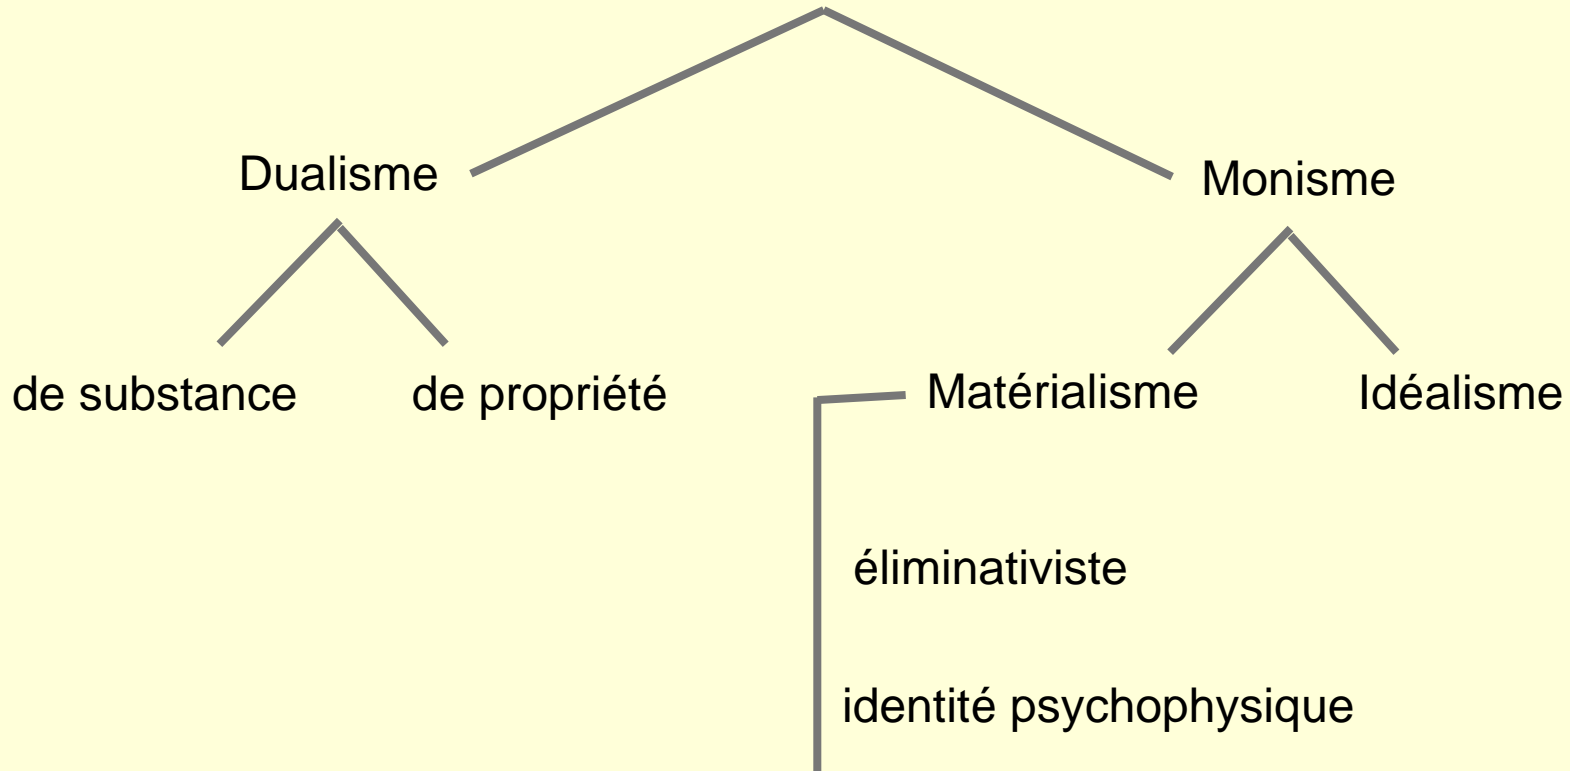 Dualisme
Monisme
de substance
de propriété
Matérialisme
Idéalisme
éliminativiste
identité psychophysique